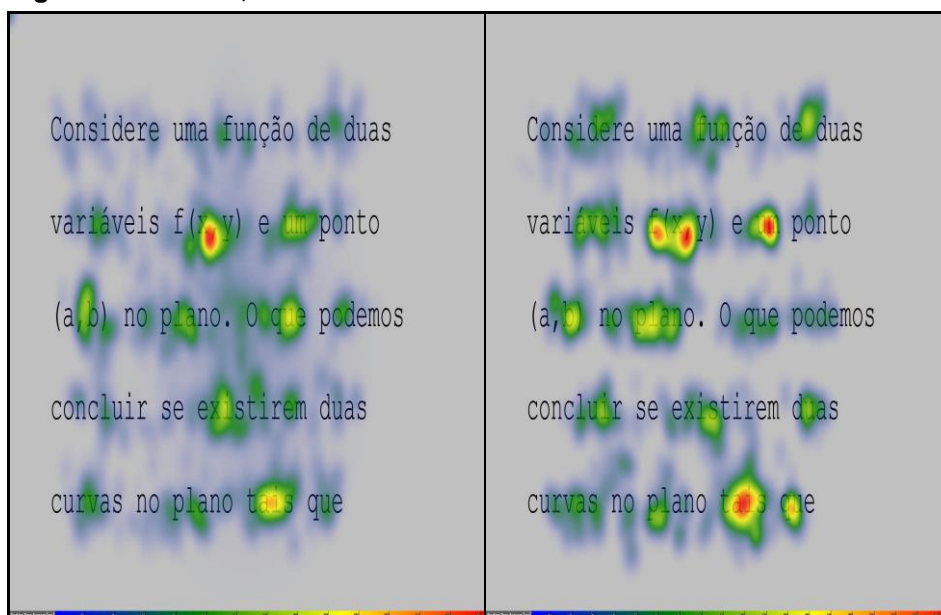 Considere uma função de duas
variáveis f(x,y) e um ponto
(a,b) no plano. O que podemos
concluir se existirem duas
curvas no plano tais que
Considere uma função de duas
variáveis f(x,y) e um ponto
(a,b) no plano. O que podemos
concluir se existirem duas
curvas no plano tais que